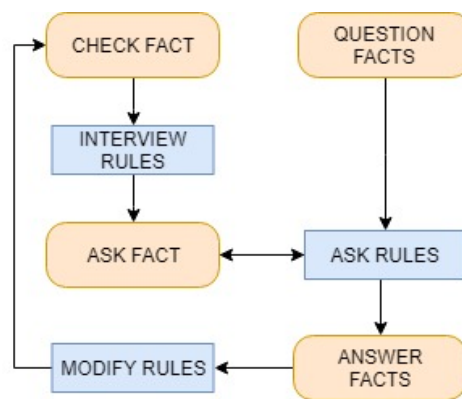 CHECK FACT
QUESTION
FACTS
INTERVIEW
RULES
ASK FACT
ASK RULES
MODIFY RULES
ANSWER
FACTS